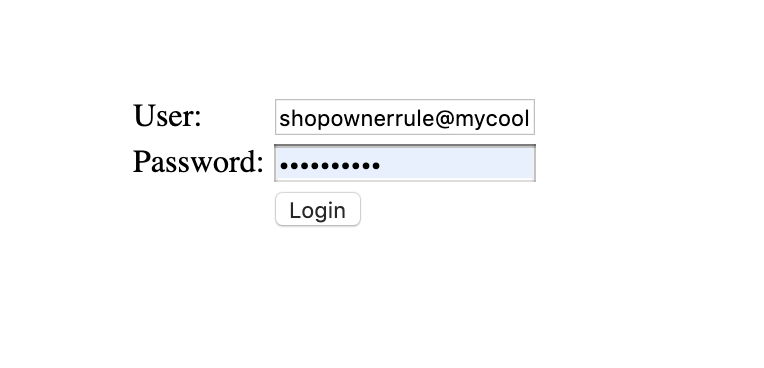 User: shopownerrule@mycool
Password: ••••••••••
Login